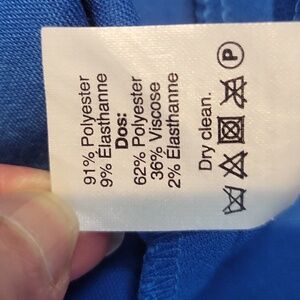 91% Polyester
9% Elasthanne
Dos:
62% Polyester
36% Viscose
2% Elasthanne
Dry clean.
P